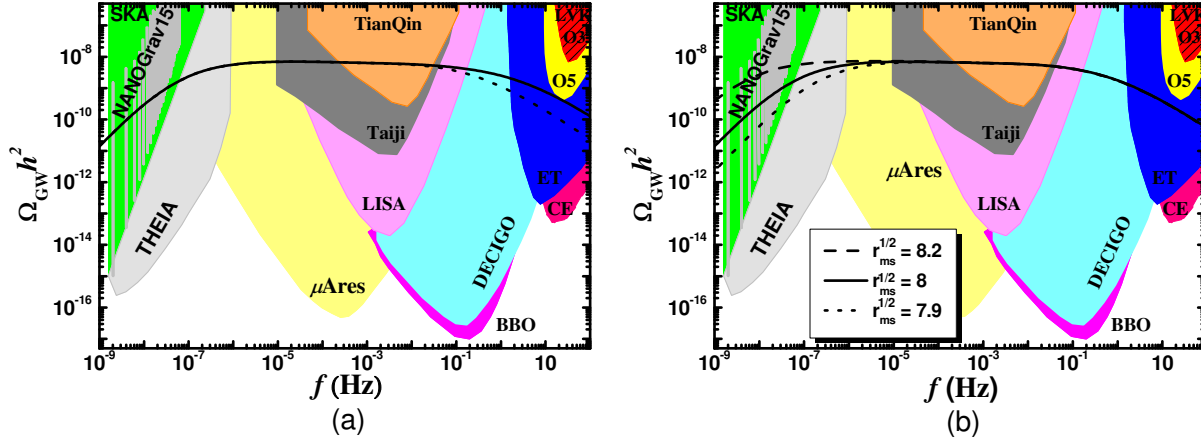 SKA
NANOGrav15
THEIA
TianQin
Taiji
LISA
μAres
DECIGO
BBO
ET
CE
O5
LVK
O3
10⁻⁸
10⁻¹⁰
10⁻¹²
10⁻¹⁴
10⁻¹⁶
Ω_GW h²
10⁻⁹ 10⁻⁷ 10⁻⁵ 10⁻³ 10⁻¹ 10
f (Hz)
(a)
SKA
NANOGrav15
THEIA
TianQin
Taiji
LISA
μAres
DECIGO
BBO
ET
CE
O5
LVK
O3
10⁻⁸
10⁻¹⁰
10⁻¹²
10⁻¹⁴
10⁻¹⁶
Ω_GW h²
r_ms^1/2 = 8.2
r_ms^1/2 = 8
r_ms^1/2 = 7.9
10⁻⁹ 10⁻⁷ 10⁻⁵ 10⁻³ 10⁻¹ 10
f (Hz)
(b)